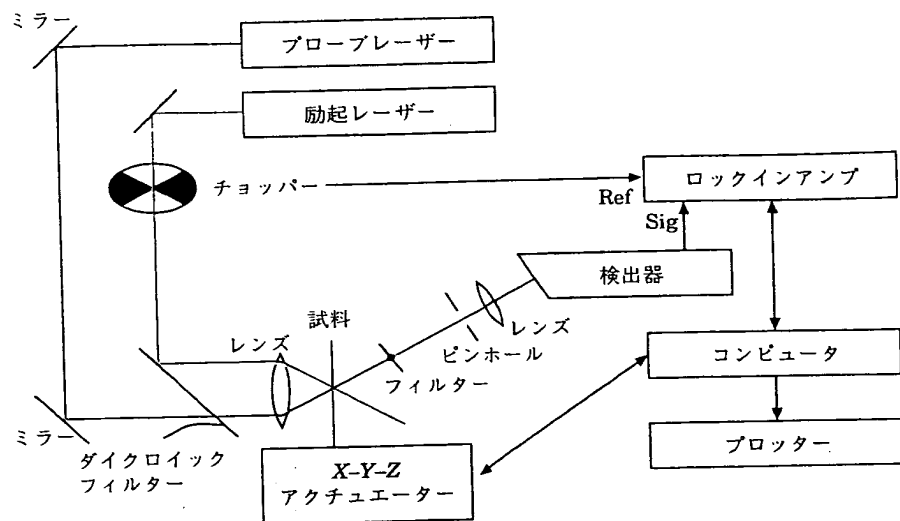 ミラー
プローブレーザー
励起レーザー
チョッパー
Ref
ロックインアンプ
Sig
検出器
試料
レンズ
レンズ
ピンホール
フィルター
コンピュータ
ミラー
ダイクロイック
フィルター
X–Y–Z
アクチュエーター
プロッター